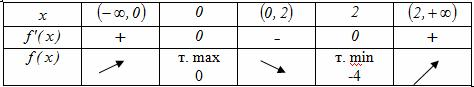 x (−∞, 0) 0 (0, 2) 2 (2, +∞)
f'(x) + 0 - 0 +
f(x) т. max т. min
0 -4